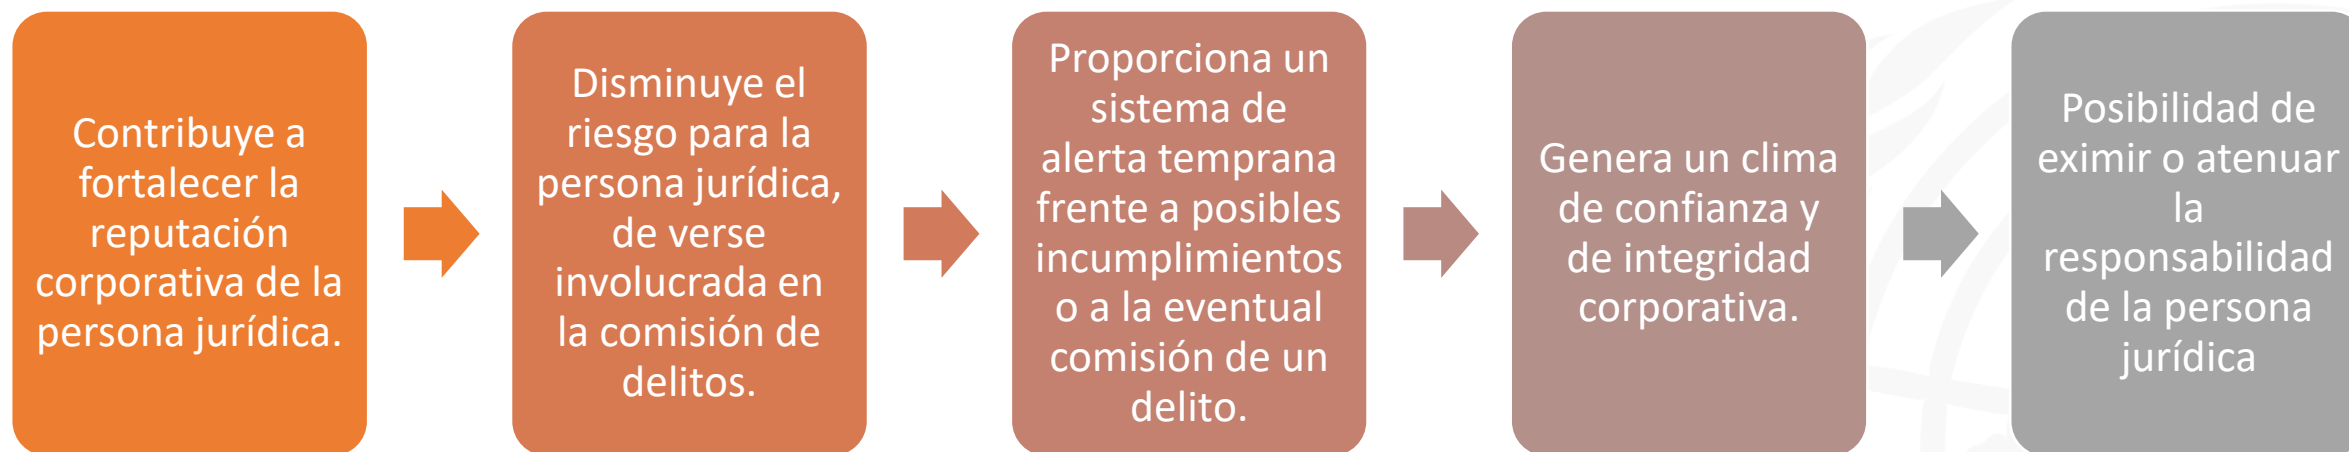 Contribuye a
fortalecer la
reputación
corporativa de la
persona jurídica.
Disminuye el
riesgo para la
persona jurídica,
de verse
involucrada en
la comisión de
delitos.
Proporciona un
sistema de
alerta temprana
frente a posibles
incumplimientos
o a la eventual
comisión de un
delito.
Genera un clima
de confianza y
de integridad
corporativa.
Posibilidad de
eximir o atenuar
la
responsabilidad
de la persona
jurídica